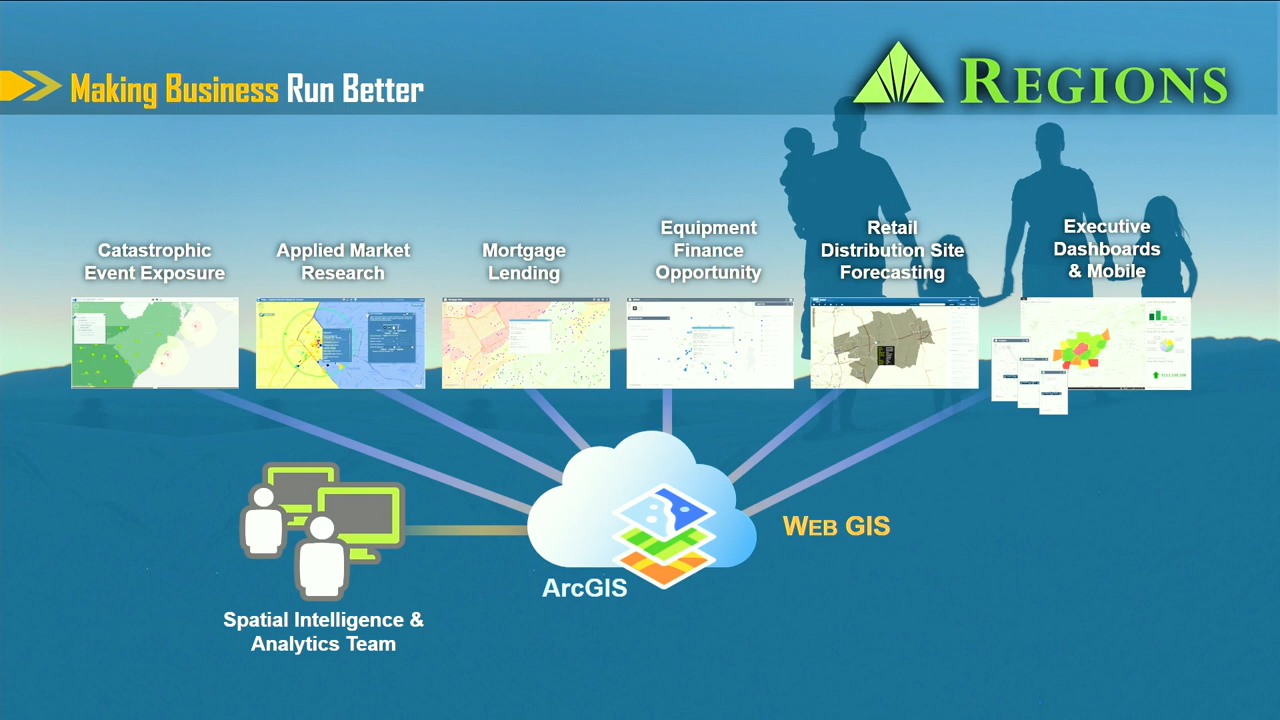 Making Business Run Better
REGIONS
Catastrophic
Event Exposure
Applied Market
Research
Mortgage
Lending
Equipment
Finance
Opportunity
Retail
Distribution Site
Forecasting
Executive
Dashboards
& Mobile
WEB GIS
ArcGIS
Spatial Intelligence &
Analytics Team